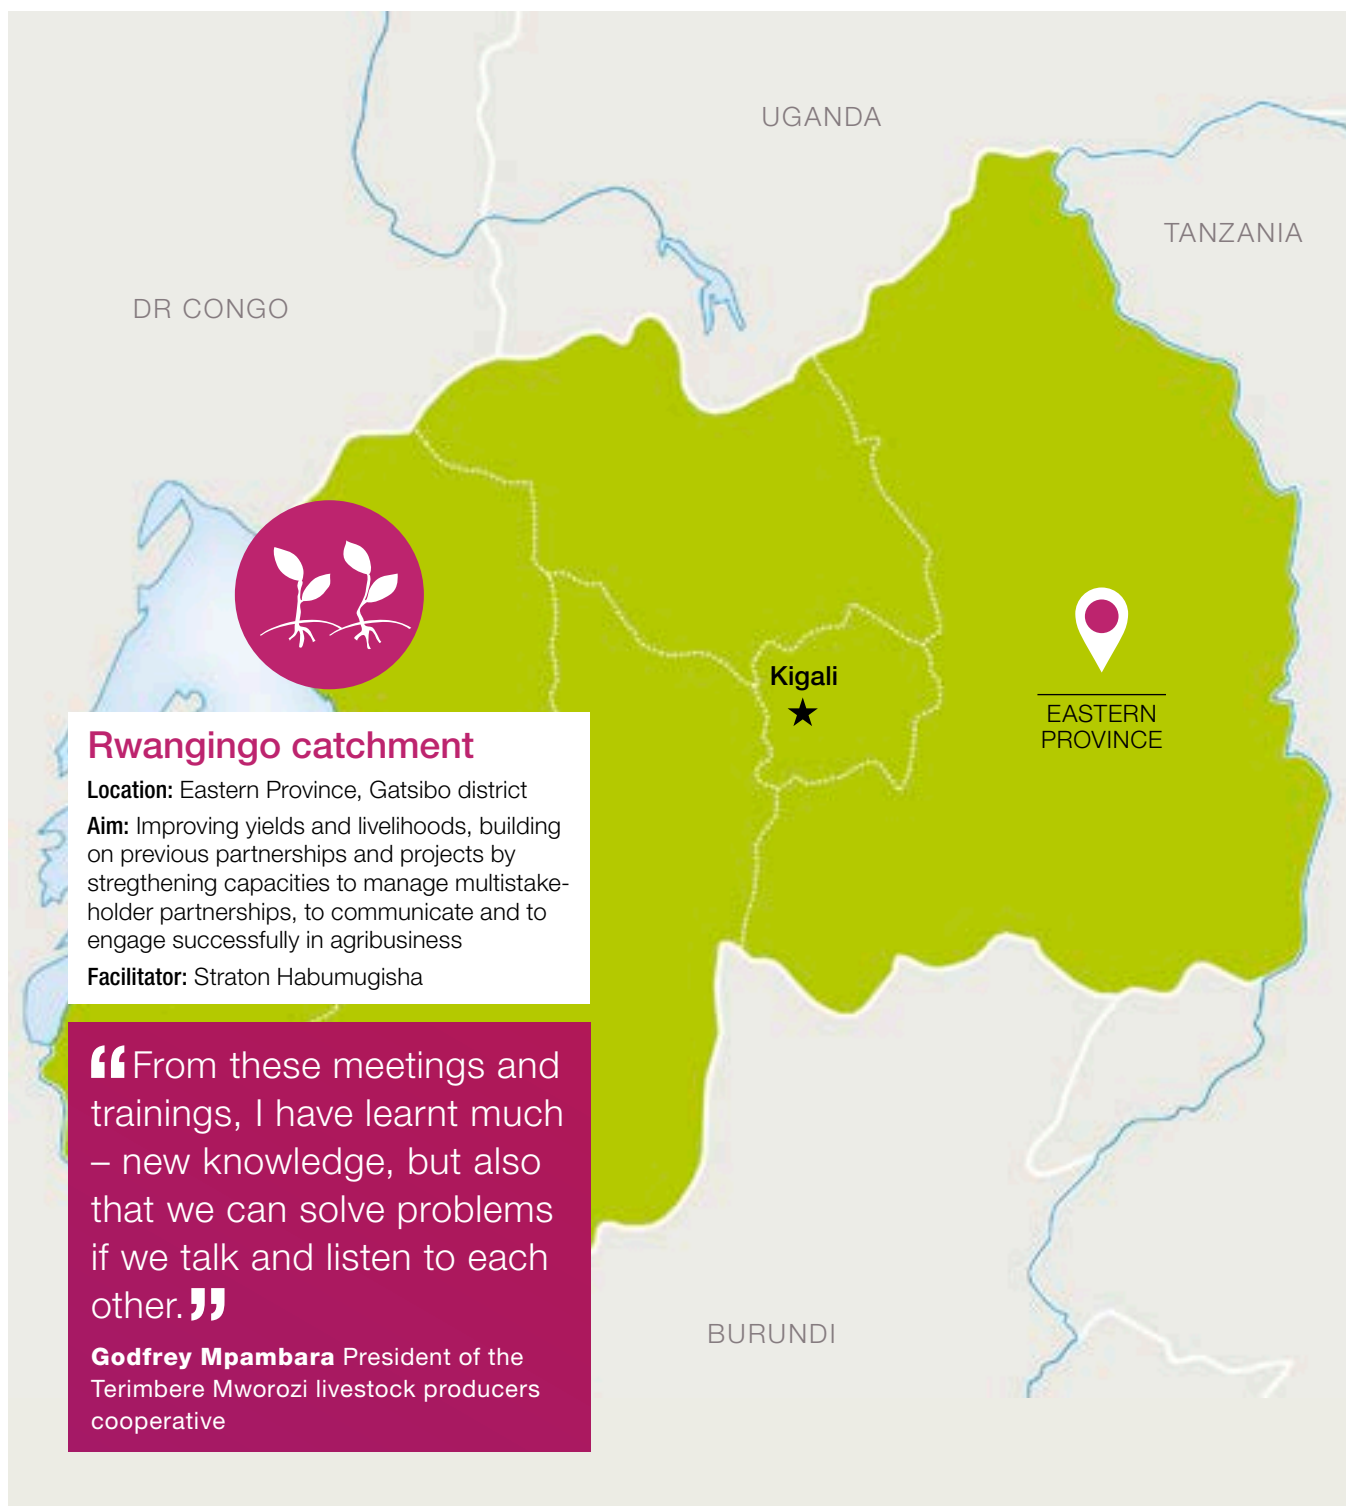 UGANDA
TANZANIA
DR CONGO
Kigali
EASTERN
PROVINCE
Rwangingo catchment
Location: Eastern Province, Gatsibo district
Aim: Improving yields and livelihoods, building
on previous partnerships and projects by
stregthening capacities to manage multistake-
holder partnerships, to communicate and to
engage successfully in agribusiness
Facilitator: Straton Habumugisha
“From these meetings and
trainings, I have learnt much
– new knowledge, but also
that we can solve problems
if we talk and listen to each
other.”
Godfrey Mpambara President of the
Terimbere Mworozi livestock producers
cooperative
BURUNDI